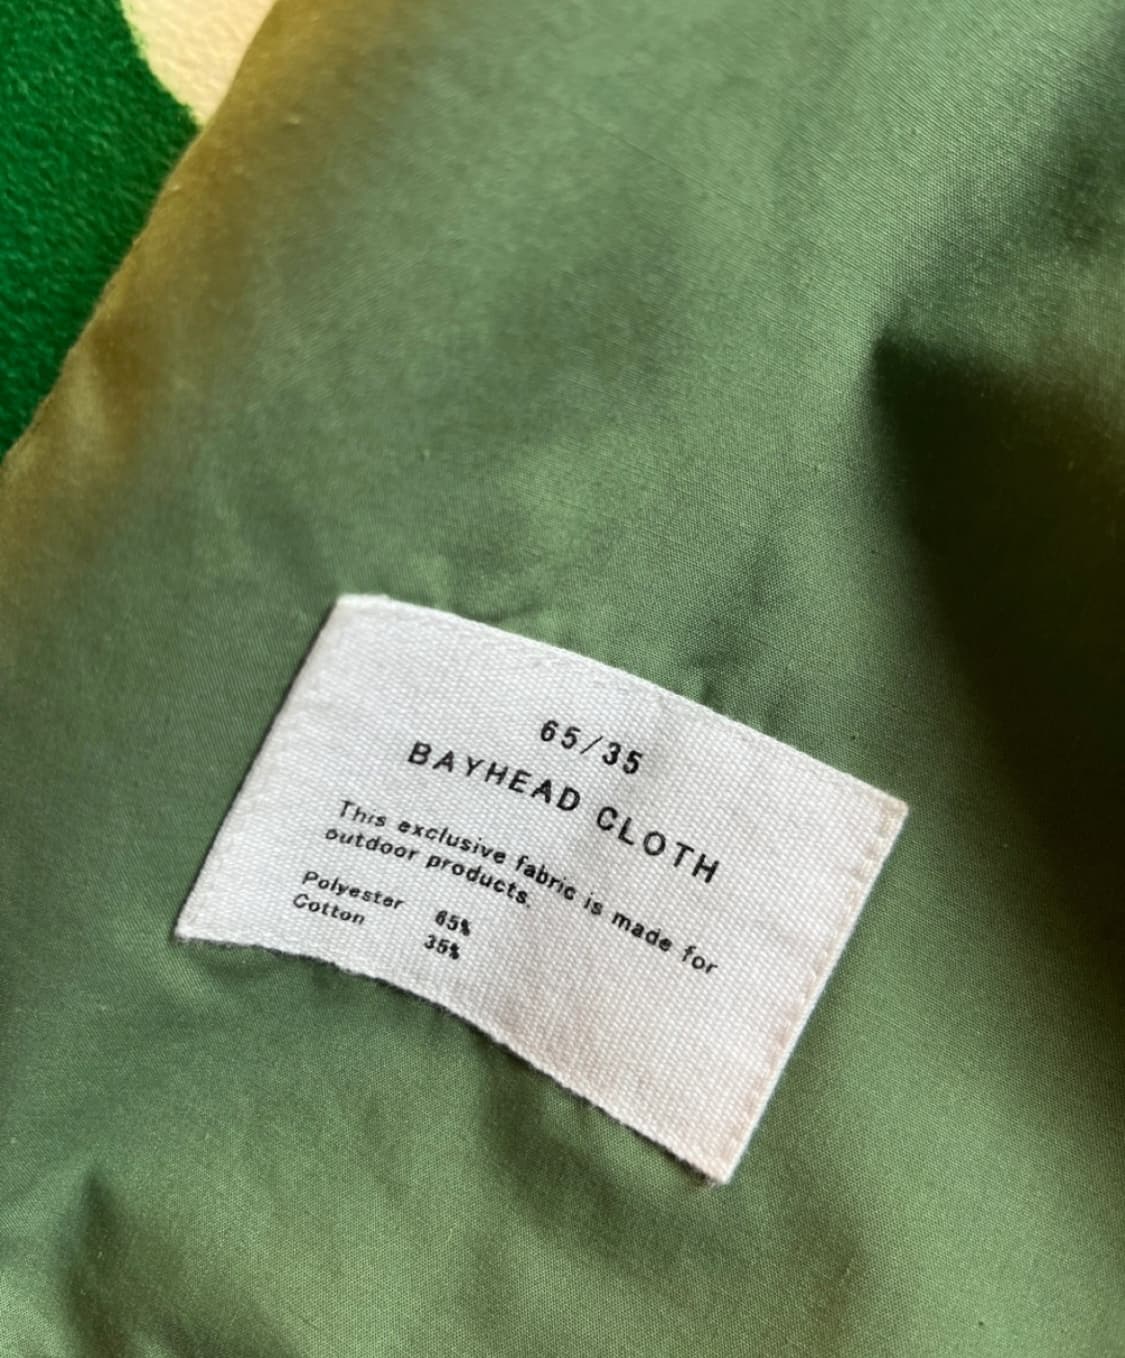 65/35
BAYHEAD CLOTH
This exclusive fabric is made for
outdoor products.
Polyester 65%
Cotton 35%